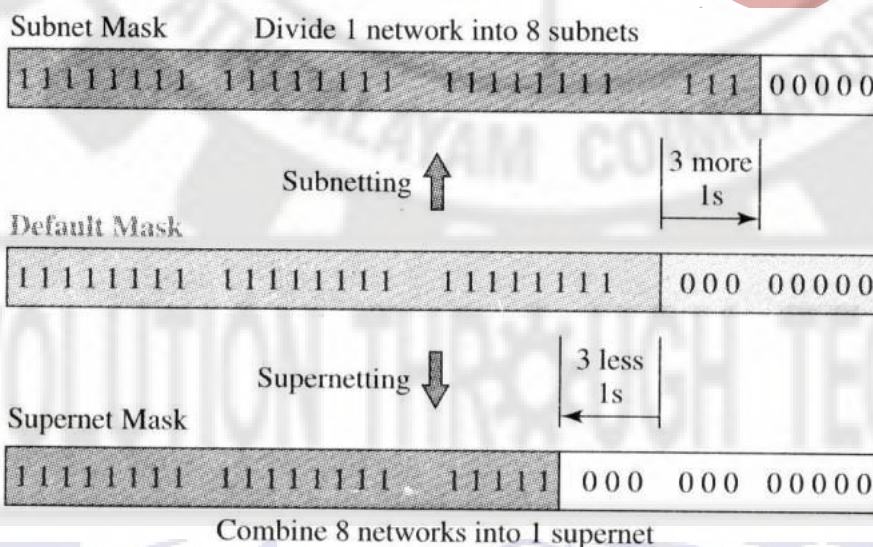 Subnet Mask Divide 1 network into 8 subnets
11111111 11111111 11111111 111 00000
Subnetting
3 more
1s
Default Mask
11111111 11111111 11111111 000 00000
Supernetting
3 less
1s
Supernet Mask
11111111 11111111 11111 000 000 00000
Combine 8 networks into 1 supernet